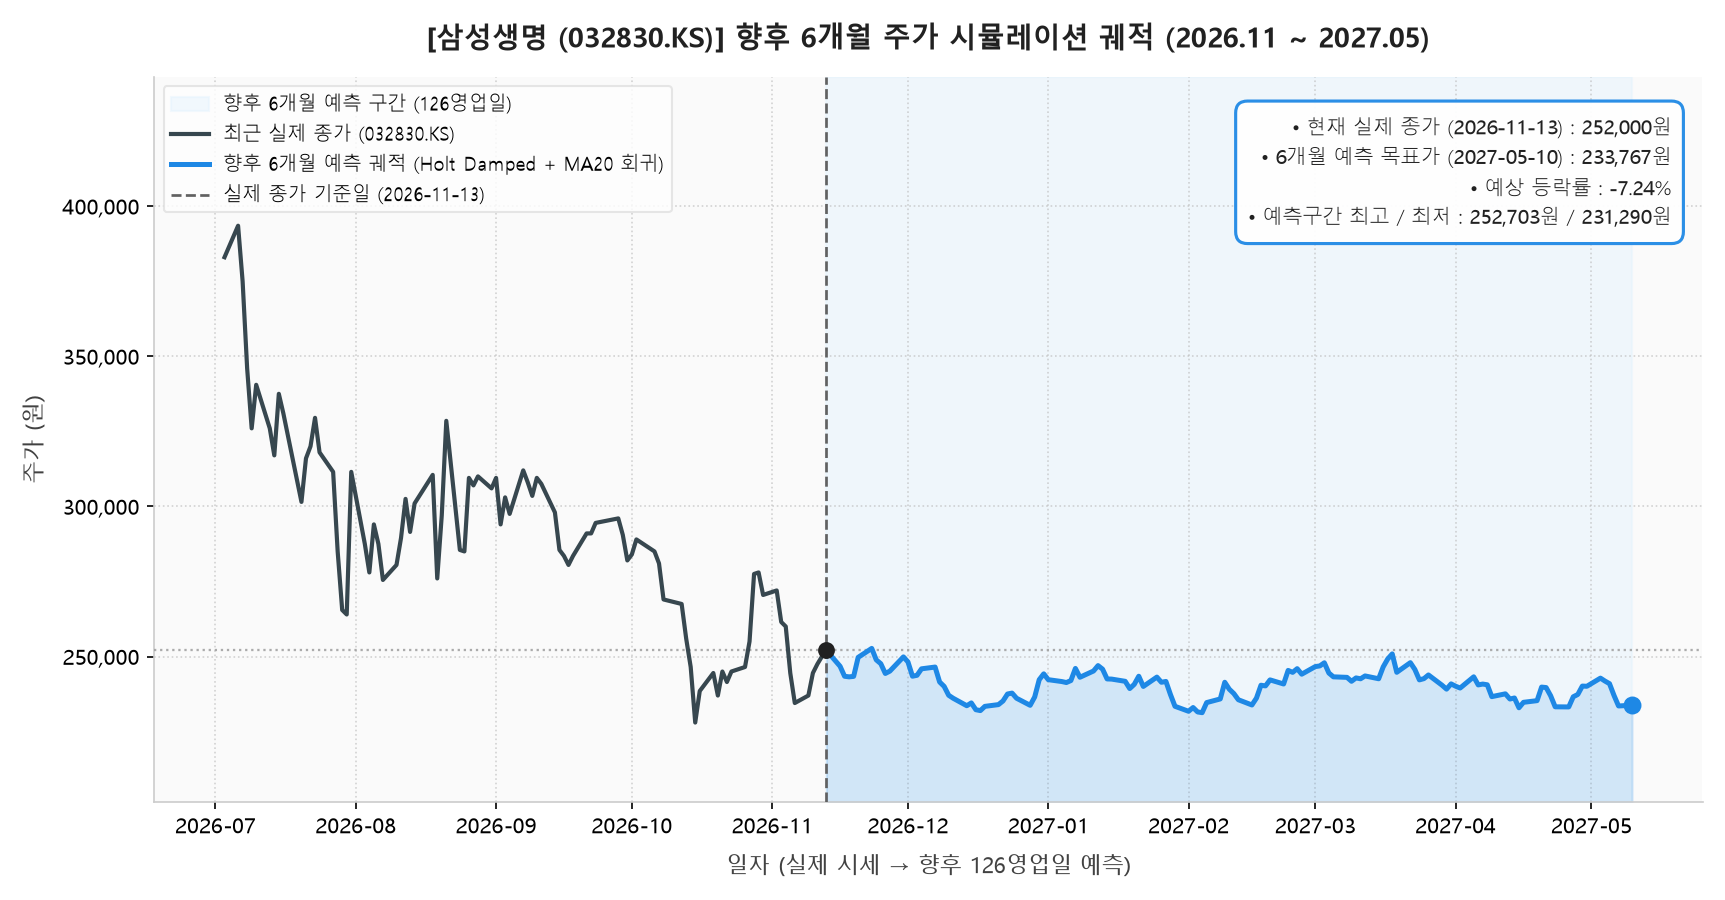 [삼성생명 (032830.KS)] 향후 6개월 주가 시뮬레이션 궤적 (2026.11 ~ 2027.05)
향후 6개월 예측 구간 (126영업일)
최근 실제 종가 (032830.KS)
향후 6개월 예측 궤적 (Holt Damped + MA20 회귀)
실제 종가 기준일 (2026-11-13)
• 현재 실제 종가 (2026-11-13) : 252,000원
• 6개월 예측 목표가 (2027-05-10) : 233,767원
• 예상 등락률 : -7.24%
• 예측구간 최고 / 최저 : 252,703원 / 231,290원
주가 (원)
400,000
350,000
300,000
250,000
2026-07 2026-08 2026-09 2026-10 2026-11 2026-12 2027-01 2027-02 2027-03 2027-04 2027-05
일자 (실제 시세 → 향후 126영업일 예측)